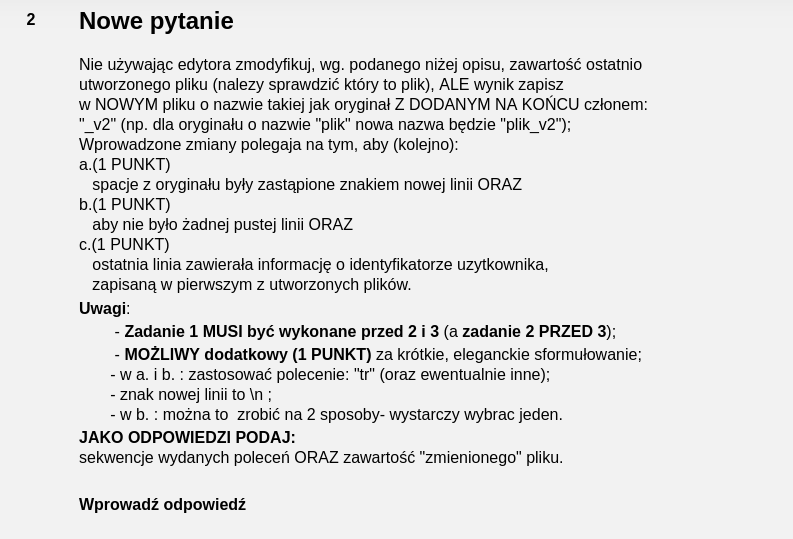 2 Nowe pytanie
Nie używając edytora zmodyfikuj, wg. podanego niżej opisu, zawartość ostatnio
utworzonego pliku (nalezy sprawdzić który to plik), ALE wynik zapisz
w NOWYM pliku o nazwie takiej jak oryginał Z DODANYM NA KOŃCU członem:
"_v2" (np. dla oryginału o nazwie "plik" nowa nazwa będzie "plik_v2");
Wprowadzone zmiany polegaja na tym, aby (kolejno):
a.(1 PUNKT)
spacje z oryginału były zastąpione znakiem nowej linii ORAZ
b.(1 PUNKT)
aby nie było żadnej pustej linii ORAZ
c.(1 PUNKT)
ostatnia linia zawierała informację o identyfikatorze uzytkownika,
zapisaną w pierwszym z utworzonych plików.
Uwagi:
- Zadanie 1 MUSI być wykonane przed 2 i 3 (a zadanie 2 PRZED 3);
- MOŻLIWY dodatkowy (1 PUNKT) za krótkie, eleganckie sformułowanie;
- w a. i b. : zastosować polecenie: "tr" (oraz ewentualnie inne);
- znak nowej linii to \n ;
- w b. : można to  zrobić na 2 sposoby- wystarczy wybrac jeden.
JAKO ODPOWIEDZI PODAJ:
sekwencje wydanych poleceń ORAZ zawartość "zmienionego" pliku.
Wprowadź odpowiedź